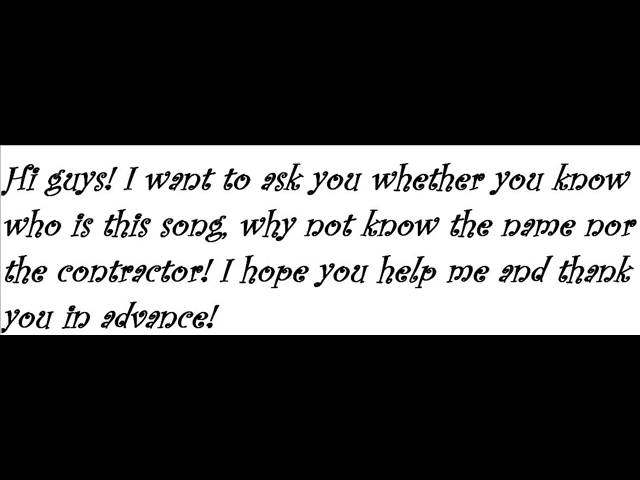 Hi guys! I want to ask you whether you know
who is this song, why not know the name nor
the contractor! I hope you help me and thank
you in advance!